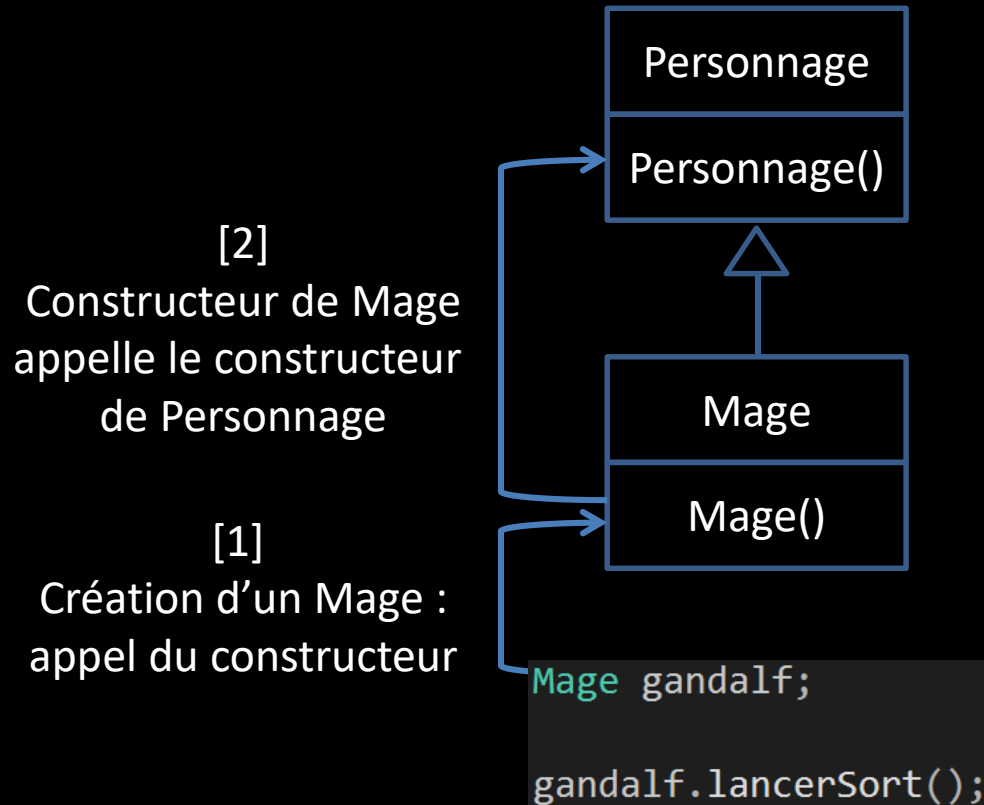 Personnage
Personnage()
[2]
Constructeur de Mage
appelle le constructeur
de Personnage
Mage
Mage()
[1]
Création d’un Mage :
appel du constructeur
Mage gandalf;
gandalf.lancerSort();